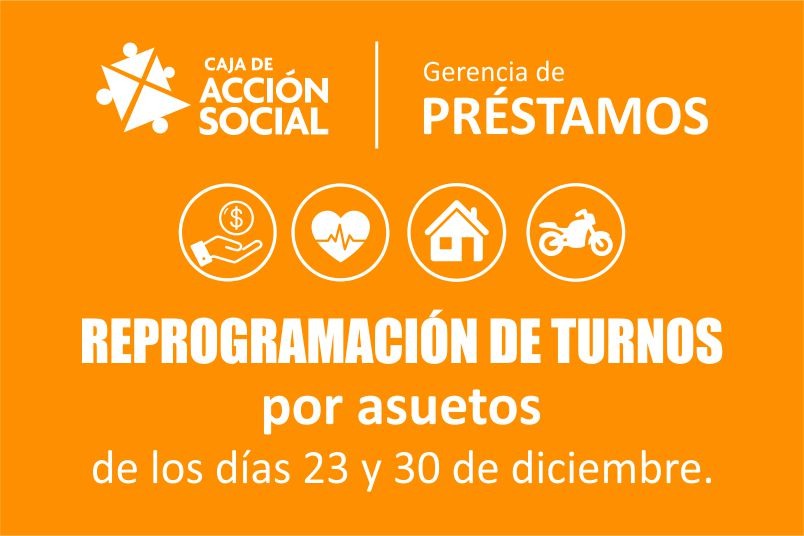 CAJA DE
ACCIÓN
SOCIAL
Gerencia de
PRÉSTAMOS
$
REPROGRAMACIÓN DE TURNOS
por asuetos
de los días 23 y 30 de diciembre.